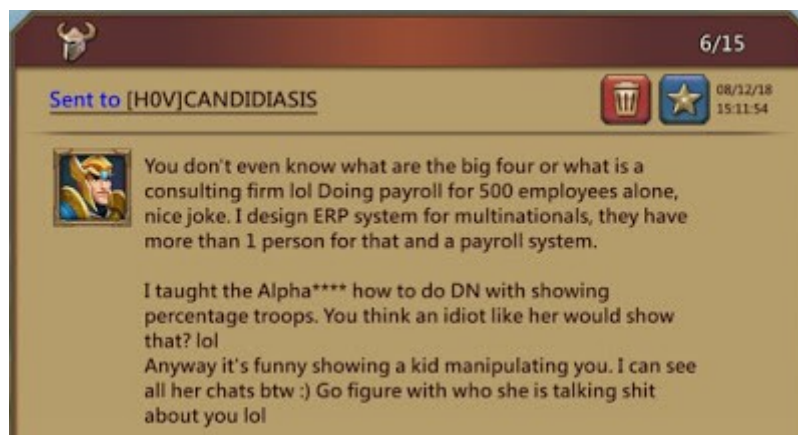 6/15
Sent to [H0V]CANDIDIASIS
08/12/18
15:11:54
You don't even know what are the big four or what is a
consulting firm lol Doing payroll for 500 employees alone,
nice joke. I design ERP system for multinationals, they have
more than 1 person for that and a payroll system.
I taught the Alpha**** how to do DN with showing
percentage troops. You think an idiot like her would show
that? lol
Anyway it's funny showing a kid manipulating you. I can see
all her chats btw :) Go figure with who she is talking shit
about you lol